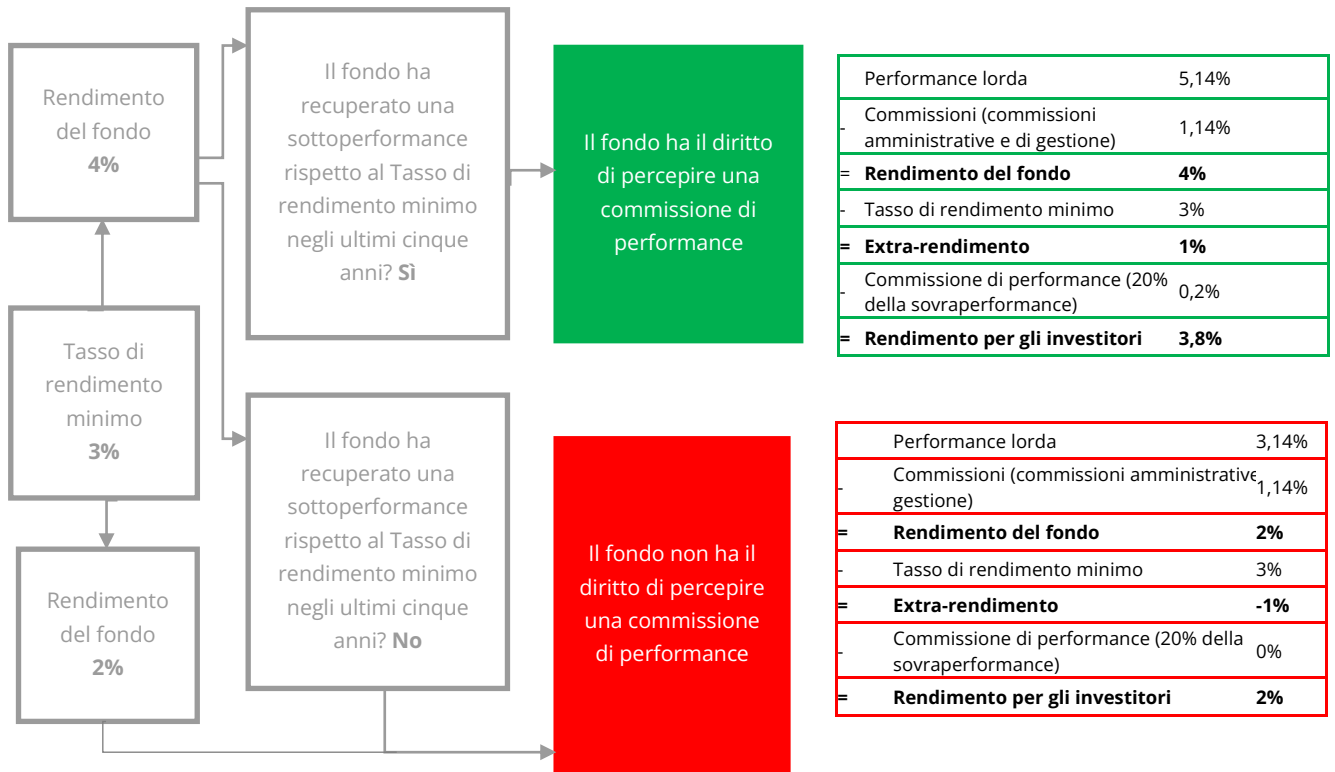 Rendimento
del fondo
4%
Tasso di
rendimento
minimo
3%
Rendimento
del fondo
2%
Il fondo ha
recuperato una
sottoperformance
rispetto al Tasso di
rendimento minimo
negli ultimi cinque
anni? Sì
Il fondo ha
recuperato una
sottoperformance
rispetto al Tasso di
rendimento minimo
negli ultimi cinque
anni? No
Il fondo ha il diritto
di percepire una
commissione di
performance
Il fondo non ha il
diritto di percepire
una commissione
di performance
Performance lorda 5,14%
- Commissioni (commissioni
amministrative e di gestione) 1,14%
= Rendimento del fondo 4%
- Tasso di rendimento minimo 3%
= Extra-rendimento 1%
- Commissione di performance (20%
della sovraperformance) 0,2%
= Rendimento per gli investitori 3,8%
Performance lorda 3,14%
- Commissioni (commissioni amministrative
gestione) 1,14%
= Rendimento del fondo 2%
- Tasso di rendimento minimo 3%
= Extra-rendimento -1%
- Commissione di performance (20% della
sovraperformance) 0%
= Rendimento per gli investitori 2%